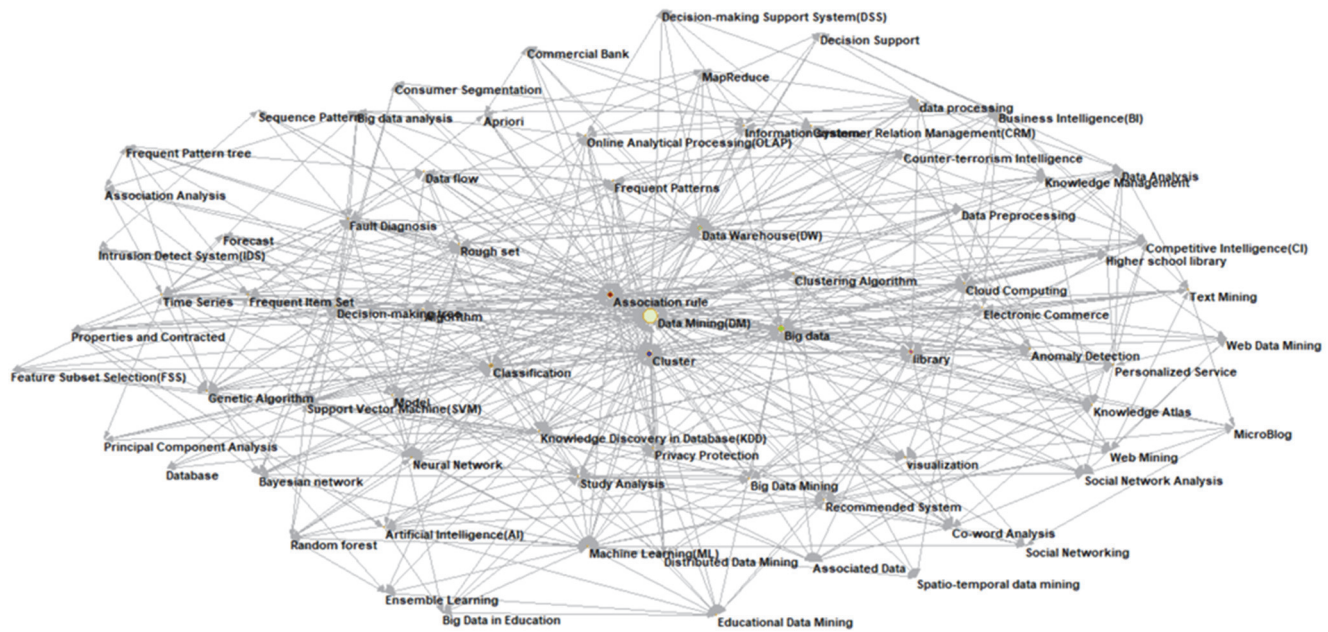 Decision-making Support System(DSS)
Decision Support
Commercial Bank
MapReduce
Consumer Segmentation
data processing
Sequence Pattern
Big data analysis
Apriori
Business Intelligence(BI)
Information
Customer Relation Management(CRM)
Online Analytical Processing(OLAP)
Frequent Pattern tree
Counter-terrorism Intelligence
Data flow
Data Analysis
Knowledge Management
Association Analysis
Frequent Patterns
Data Preprocessing
Fault Diagnosis
Data Warehouse(DW)
Forecast
Competitive Intelligence(CI)
Intrusion Detect System(IDS)
Rough set
Higher school library
Clustering Algorithm
Cloud Computing
Text Mining
Time Series
Frequent Item Set
Association rule
Decision-making tree
Algorithm
Electronic Commerce
Data Mining(DM)
Properties and Contracted
Big data
Web Data Mining
Cluster
library
Anomaly Detection
Feature Subset Selection(FSS)
Classification
Personalized Service
Genetic Algorithm
Model
Support Vector Machine(SVM)
Knowledge Atlas
Principal Component Analysis
Knowledge Discovery in Database(KDD)
MicroBlog
Privacy Protection
Web Mining
Database
Neural Network
visualization
Bayesian network
Study Analysis
Big Data Mining
Social Network Analysis
Recommended System
Artificial Intelligence(AI)
Co-word Analysis
Random forest
Machine Learning(ML)
Distributed Data Mining
Associated Data
Social Networking
Spatio-temporal data mining
Ensemble Learning
Big Data in Education
Educational Data Mining